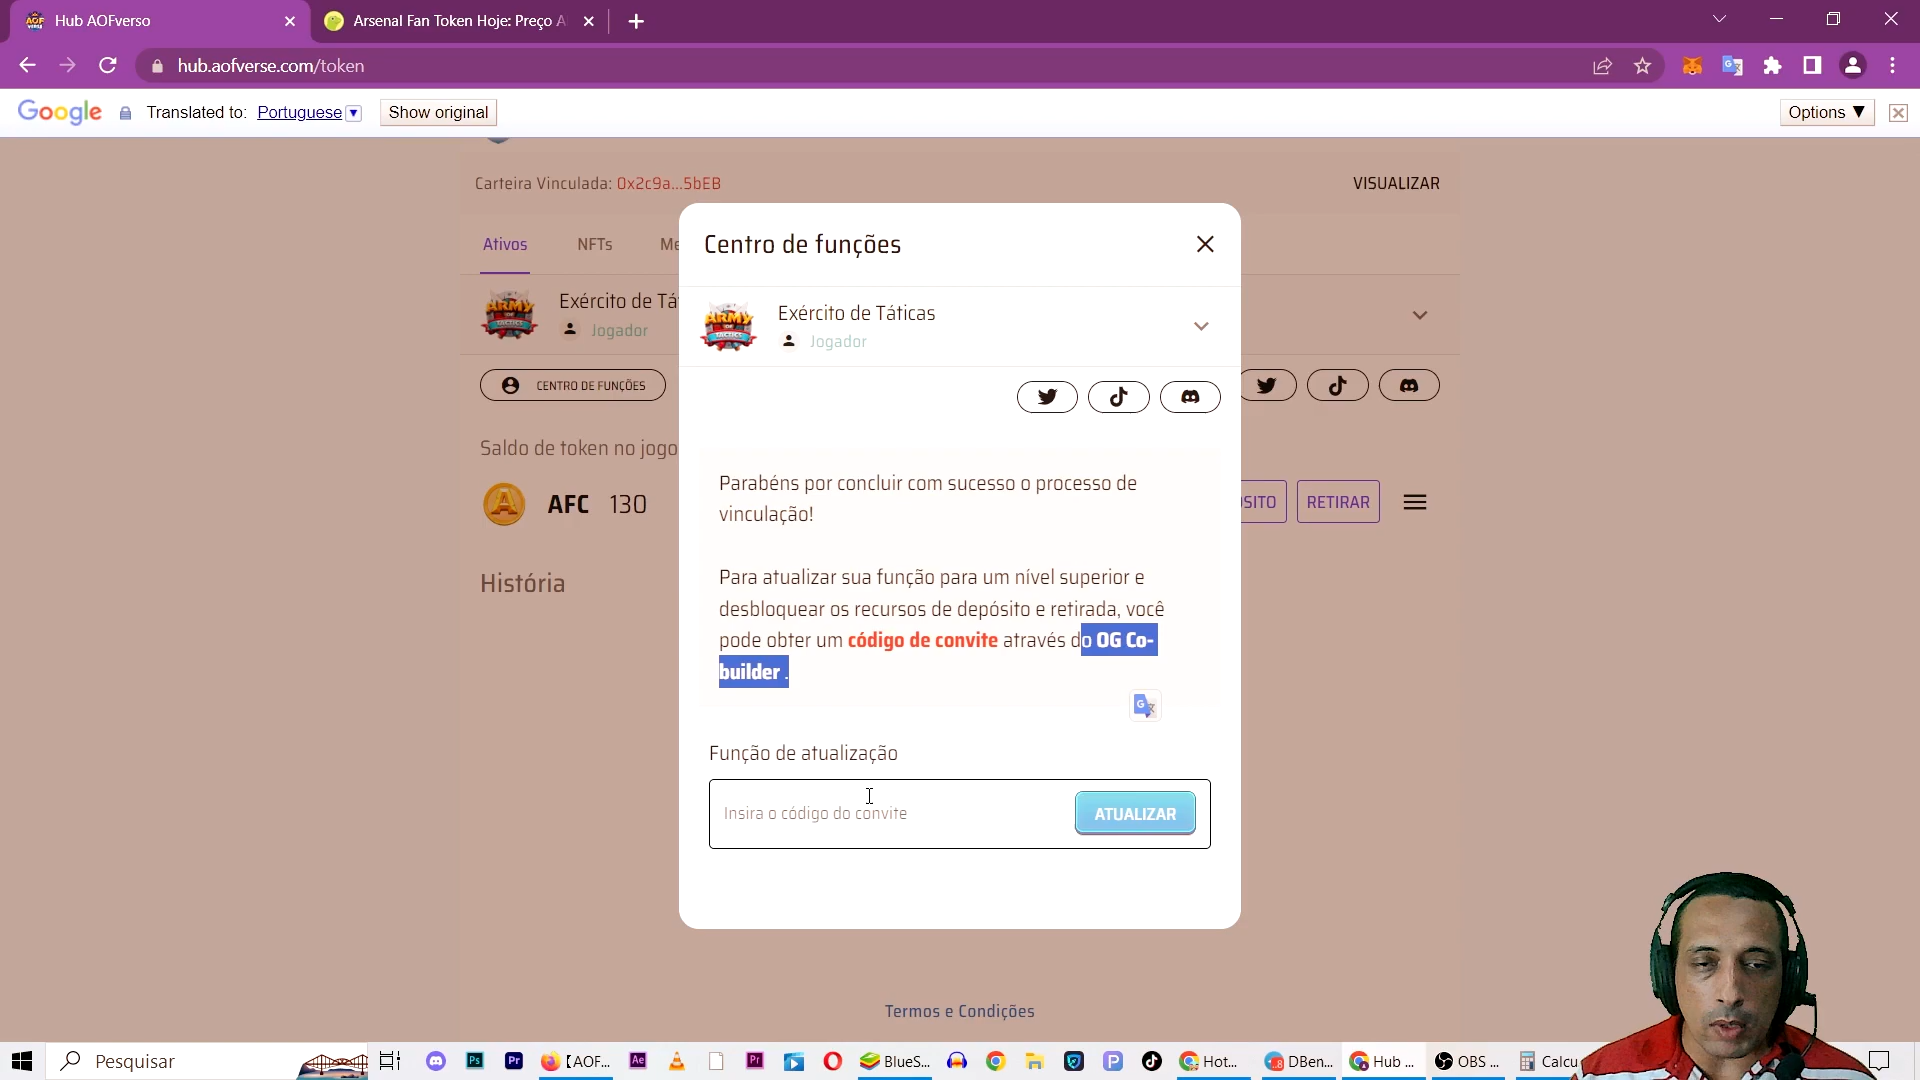 Hub AOFverso
Arsenal Fan Token Hoje: Preço A
hub.aofverse.com/token
Google
Translated to: Portuguese
Show original
Options ▼
Carteira Vinculada: 0x2c9a...5bEB
VISUALIZAR
Ativos
NFTs
Me
Exército de Tá
Jogador
CENTRO DE FUNÇÕES
Saldo de token no jogo
AFC 130
SITO
RETIRAR
História
Centro de funções
ARMY
Exército de Táticas
Jogador
Parabéns por concluir com sucesso o processo de
vinculação!
Para atualizar sua função para um nível superior e
desbloquear os recursos de depósito e retirada, você
pode obter um código de convite através do OG Co-
builder .
Função de atualização
Insira o código do convite
ATUALIZAR
Termos e Condições
Pesquisar
【AOF...
BlueS...
Hot...
DBen...
Hub ...
OBS ...
Calcu